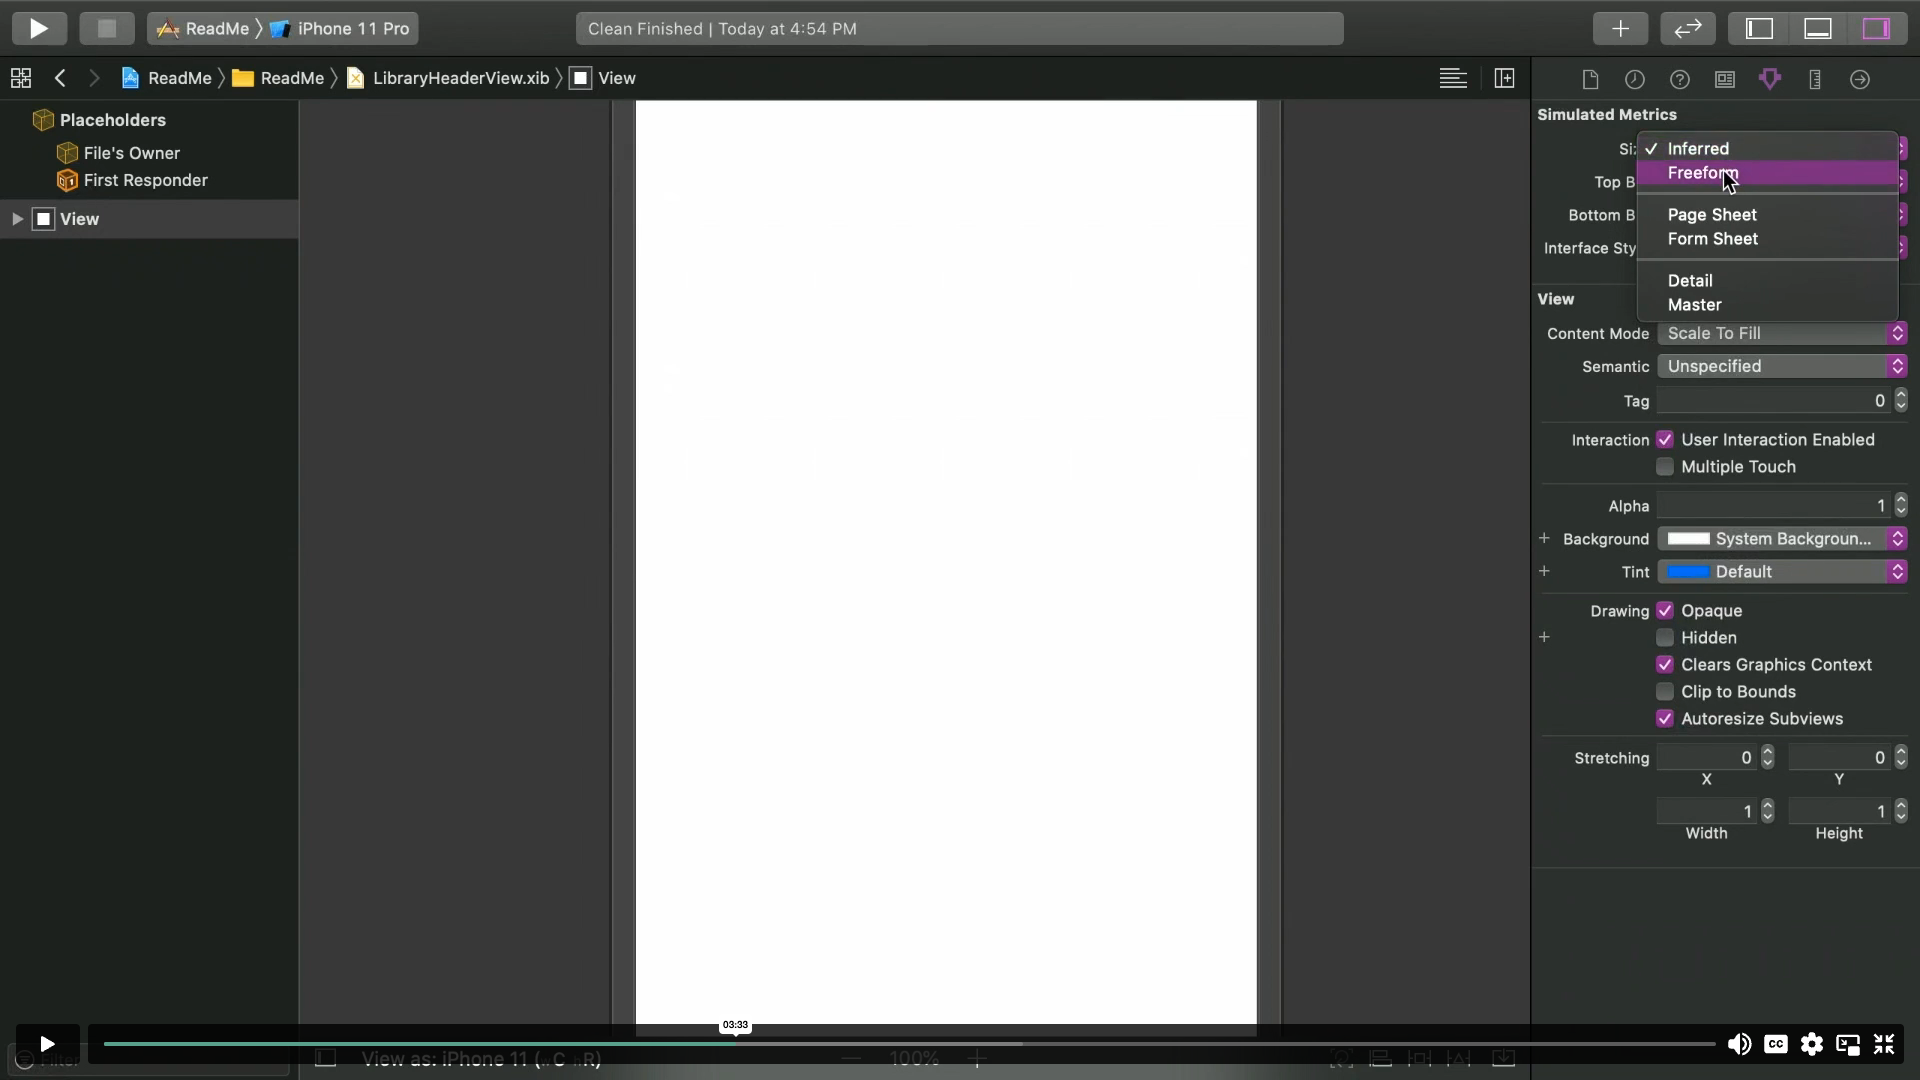 ReadMe iPhone 11 Pro
Clean Finished | Today at 4:54 PM
ReadMe ReadMe LibraryHeaderView.xib View
Placeholders
File's Owner
First Responder
View
Simulated Metrics
Inferred
Top B
Freeform
Bottom B
Page Sheet
Interface Sty
Form Sheet
Detail
Master
View
Content Mode Scale To Fill
Semantic Unspecified
Tag 0
Interaction User Interaction Enabled
Multiple Touch
Alpha 1
Background System Backgroun...
Tint Default
Drawing Opaque
Hidden
Clears Graphics Context
Clip to Bounds
Autoresize Subviews
Stretching 0 0
X Y
1 1
Width Height
03:33
CC
Filter View as: iPhone 11 (wC hR) 100%